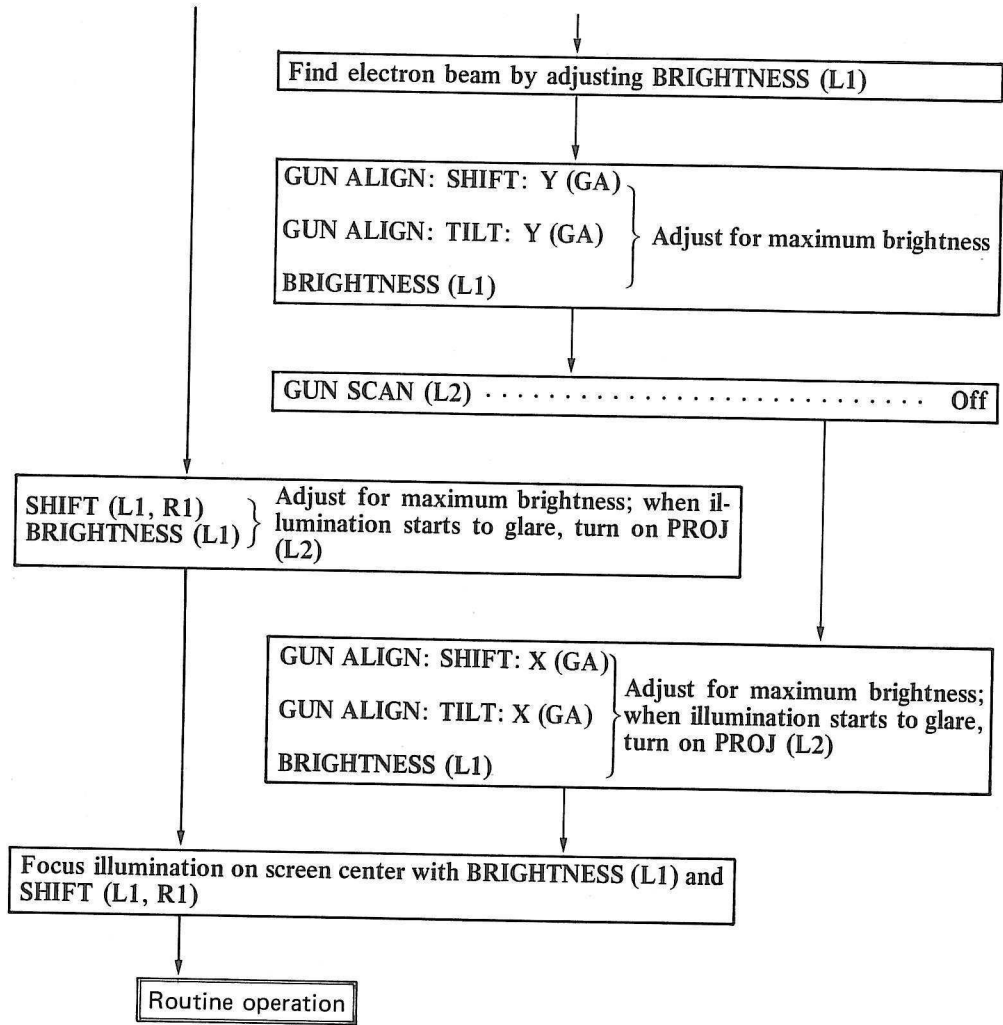 Find electron beam by adjusting BRIGHTNESS (L1)
GUN ALIGN: SHIFT: Y (GA)
GUN ALIGN: TILT: Y (GA)
BRIGHTNESS (L1)
Adjust for maximum brightness
GUN SCAN (L2) . . . . . . . . . . . . . . . . . . . . . . . . . . . . . . Off
SHIFT (L1, R1)
BRIGHTNESS (L1)
Adjust for maximum brightness; when il-
lumination starts to glare, turn on PROJ
(L2)
GUN ALIGN: SHIFT: X (GA)
GUN ALIGN: TILT: X (GA)
BRIGHTNESS (L1)
Adjust for maximum brightness;
when illumination starts to glare,
turn on PROJ (L2)
Focus illumination on screen center with BRIGHTNESS (L1) and
SHIFT (L1, R1)
Routine operation